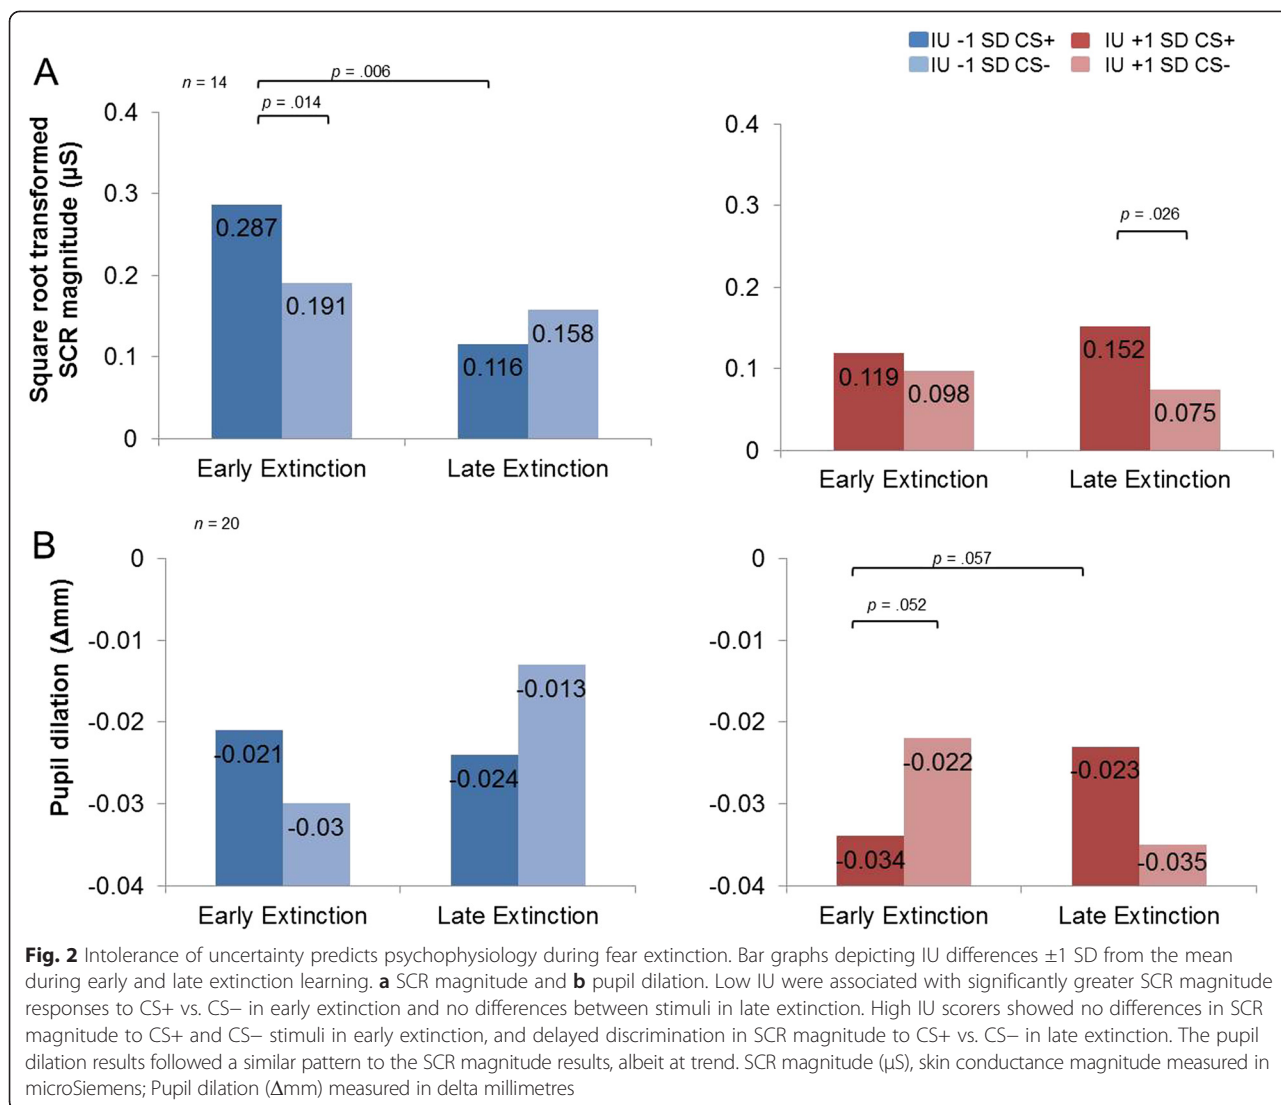 IU -1 SD CS+ IU +1 SD CS+
IU -1 SD CS- IU +1 SD CS-
A
n = 14
p = .006
p = .014
Square root transformed
SCR magnitude (µS)
0.4
0.3
0.2
0.1
0
0.287
0.191
0.116
0.158
Early Extinction Late Extinction
0.4
0.3
0.2
0.1
0
p = .026
0.119
0.098
0.152
0.075
Early Extinction Late Extinction
B
n = 20
Pupil dilation (Δmm)
0
-0.01
-0.02
-0.03
-0.04
-0.021
-0.03
-0.024
-0.013
Early Extinction Late Extinction
0
-0.01
-0.02
-0.03
-0.04
p = .057
p = .052
-0.034
-0.022
-0.023
-0.035
Early Extinction Late Extinction
Fig. 2 Intolerance of uncertainty predicts psychophysiology during fear extinction. Bar graphs depicting IU differences ±1 SD from the mean
during early and late extinction learning. a SCR magnitude and b pupil dilation. Low IU were associated with significantly greater SCR magnitude
responses to CS+ vs. CS− in early extinction and no differences between stimuli in late extinction. High IU scorers showed no differences in SCR
magnitude to CS+ and CS− stimuli in early extinction, and delayed discrimination in SCR magnitude to CS+ vs. CS− in late extinction. The pupil
dilation results followed a similar pattern to the SCR magnitude results, albeit at trend. SCR magnitude (µS), skin conductance magnitude measured in
microSiemens; Pupil dilation (Δmm) measured in delta millimetres